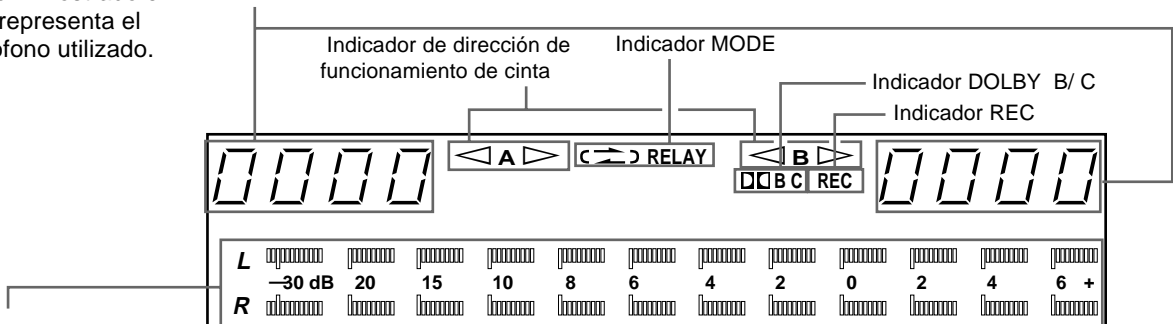 representa el
fono utilizado.
Indicador de dirección de
funcionamiento de cinta
Indicador MODE
Indicador DOLBY B/ C
Indicador REC
0000 ◁ A ▷ RELAY ◁ B ▷ 0000
B C REC
L
—30 dB 20 15 10 8 6 4 2 0 2 4 6 +
R